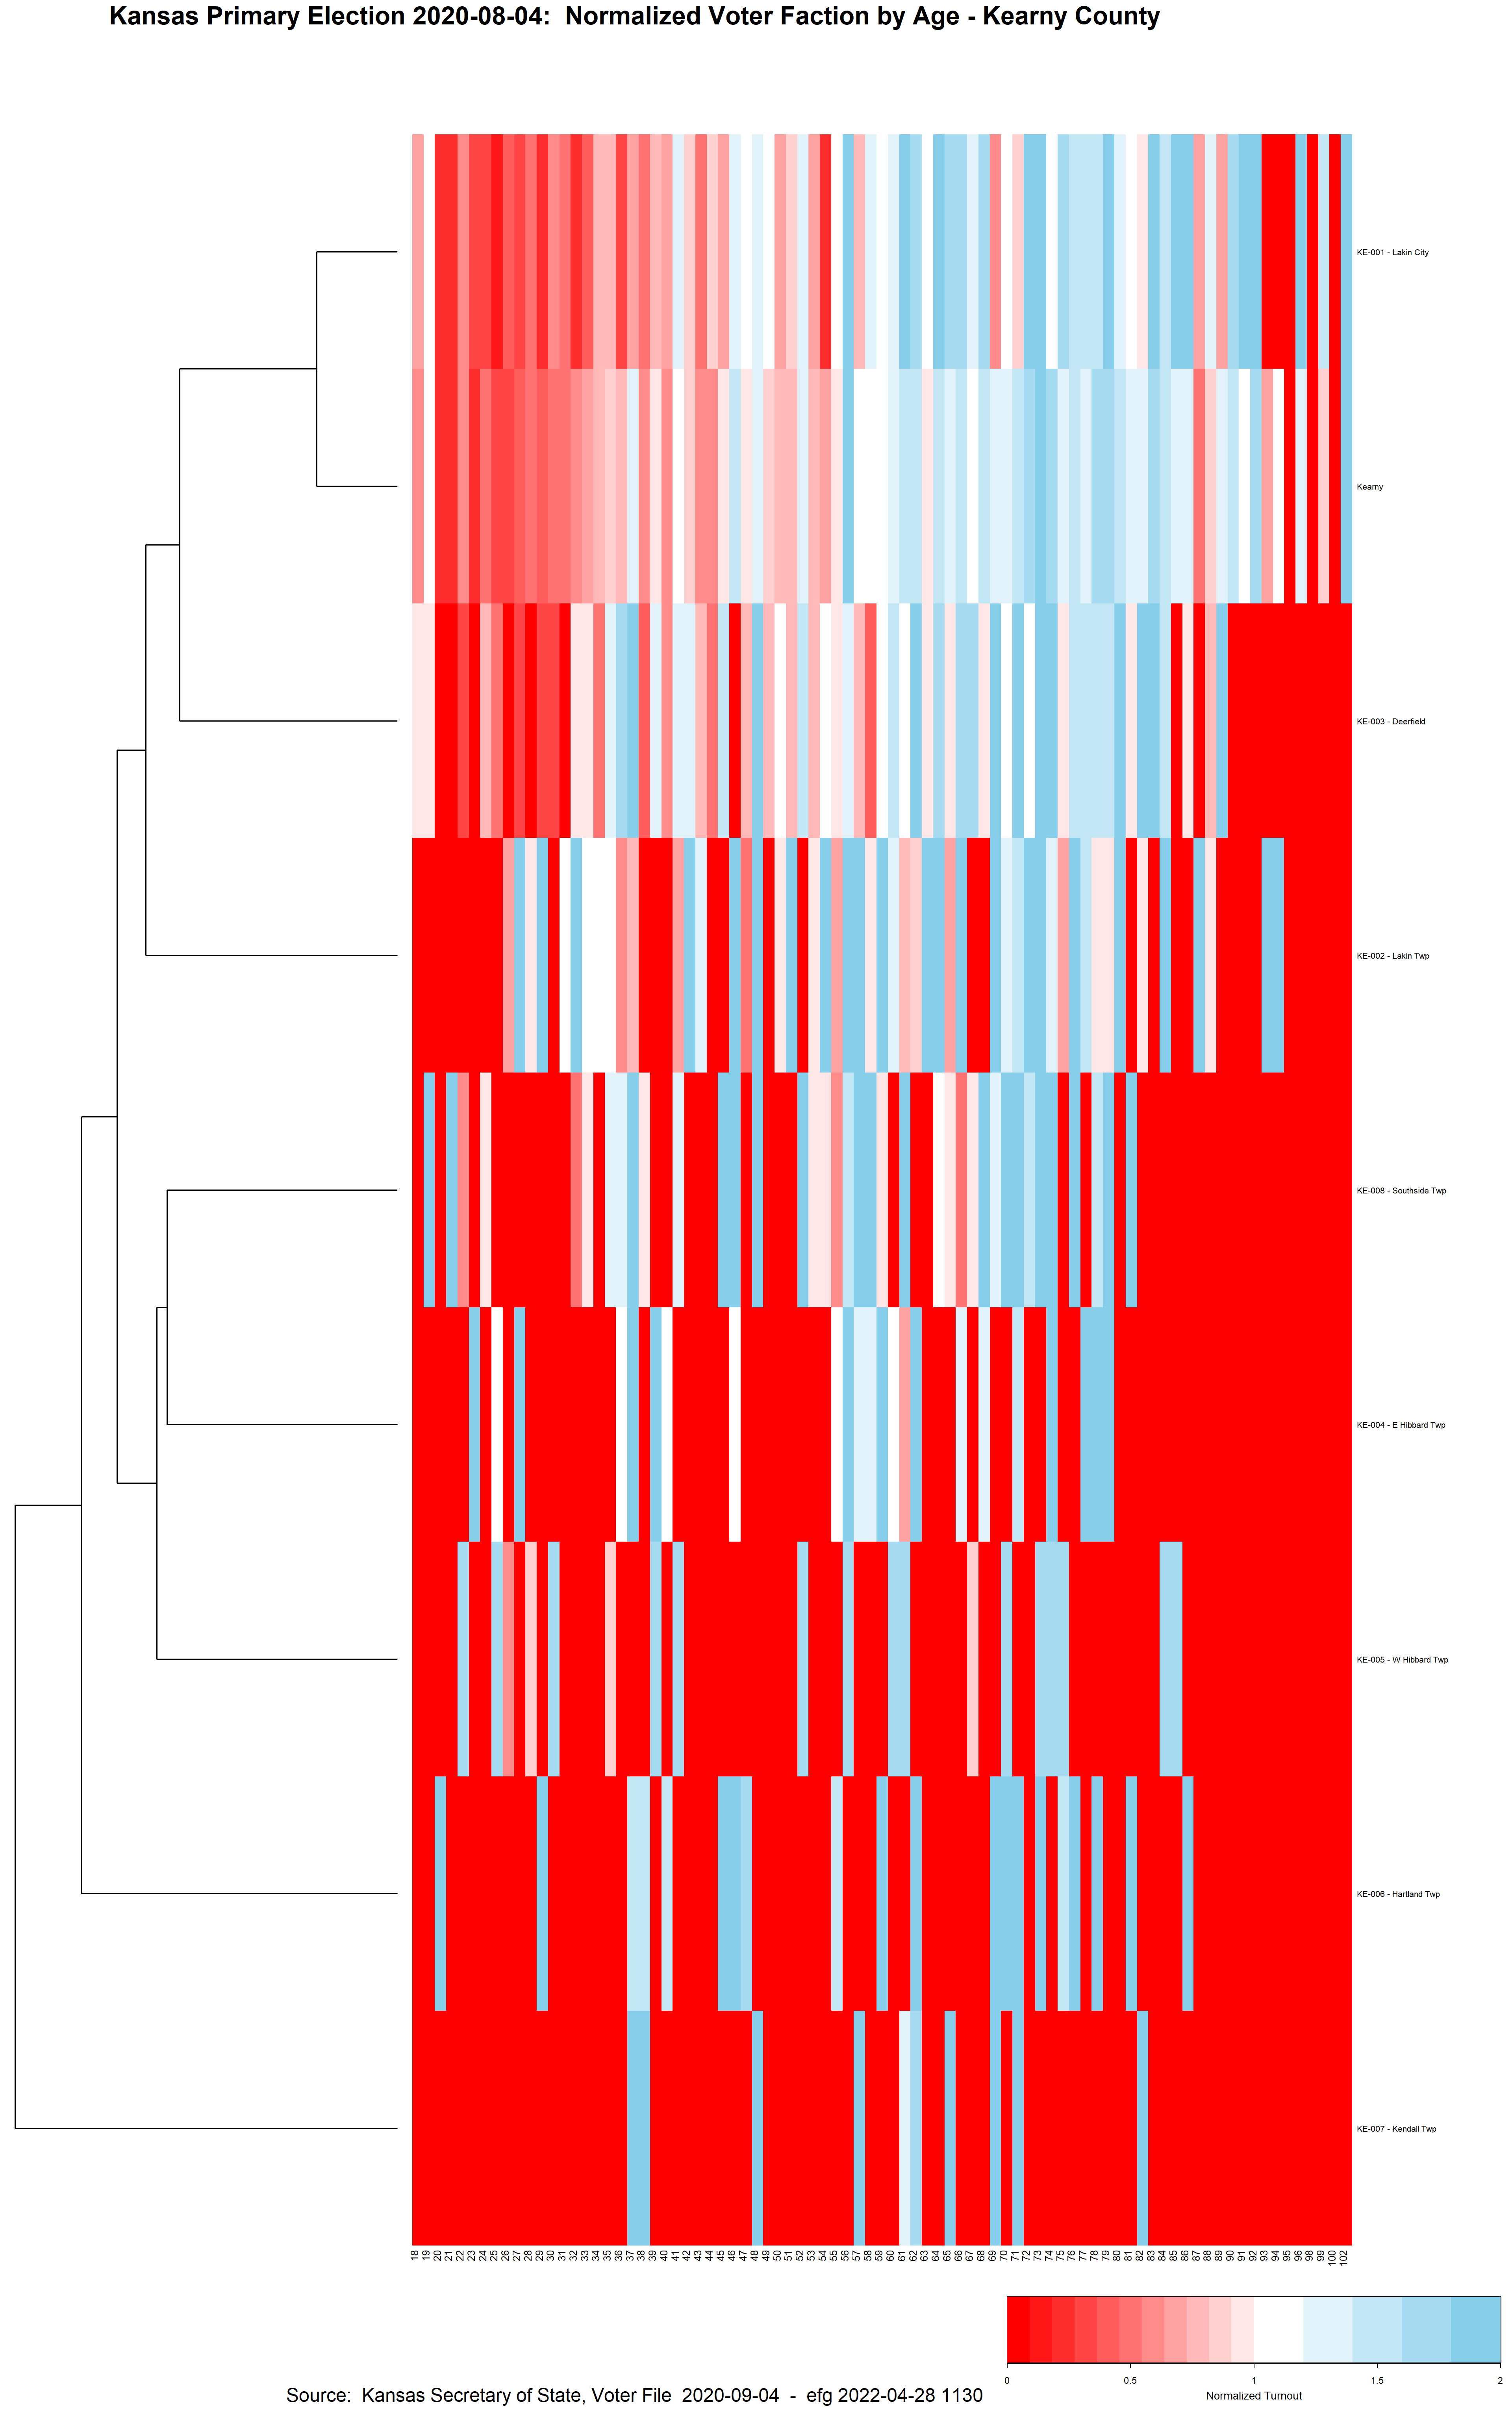 Kansas Primary Election 2020-08-04:  Normalized Voter Faction by Age - Kearny County
KE-001 - Lakin City
Kearny
KE-003 - Deerfield
KE-002 - Lakin Twp
KE-008 - Southside Twp
KE-004 - E Hibbard Twp
KE-005 - W Hibbard Twp
KE-006 - Hartland Twp
KE-007 - Kendall Twp
18 19 20 21 22 23 24 25 26 27 28 29 30 31 32 33 34 35 36 37 38 39 40 41 42 43 44 45 46 47 48 49 50 51 52 53 54 55 56 57 58 59 60 61 62 63 64 65 66 67 68 69 70 71 72 73 74 75 76 77 78 79 80 81 82 83 84 85 86 87 88 89 90 91 92 93 94 95 96 98 99 100 102
0 0.5 1 1.5 2
Normalized Turnout
Source:  Kansas Secretary of State, Voter File  2020-09-04  -  efg 2022-04-28 1130